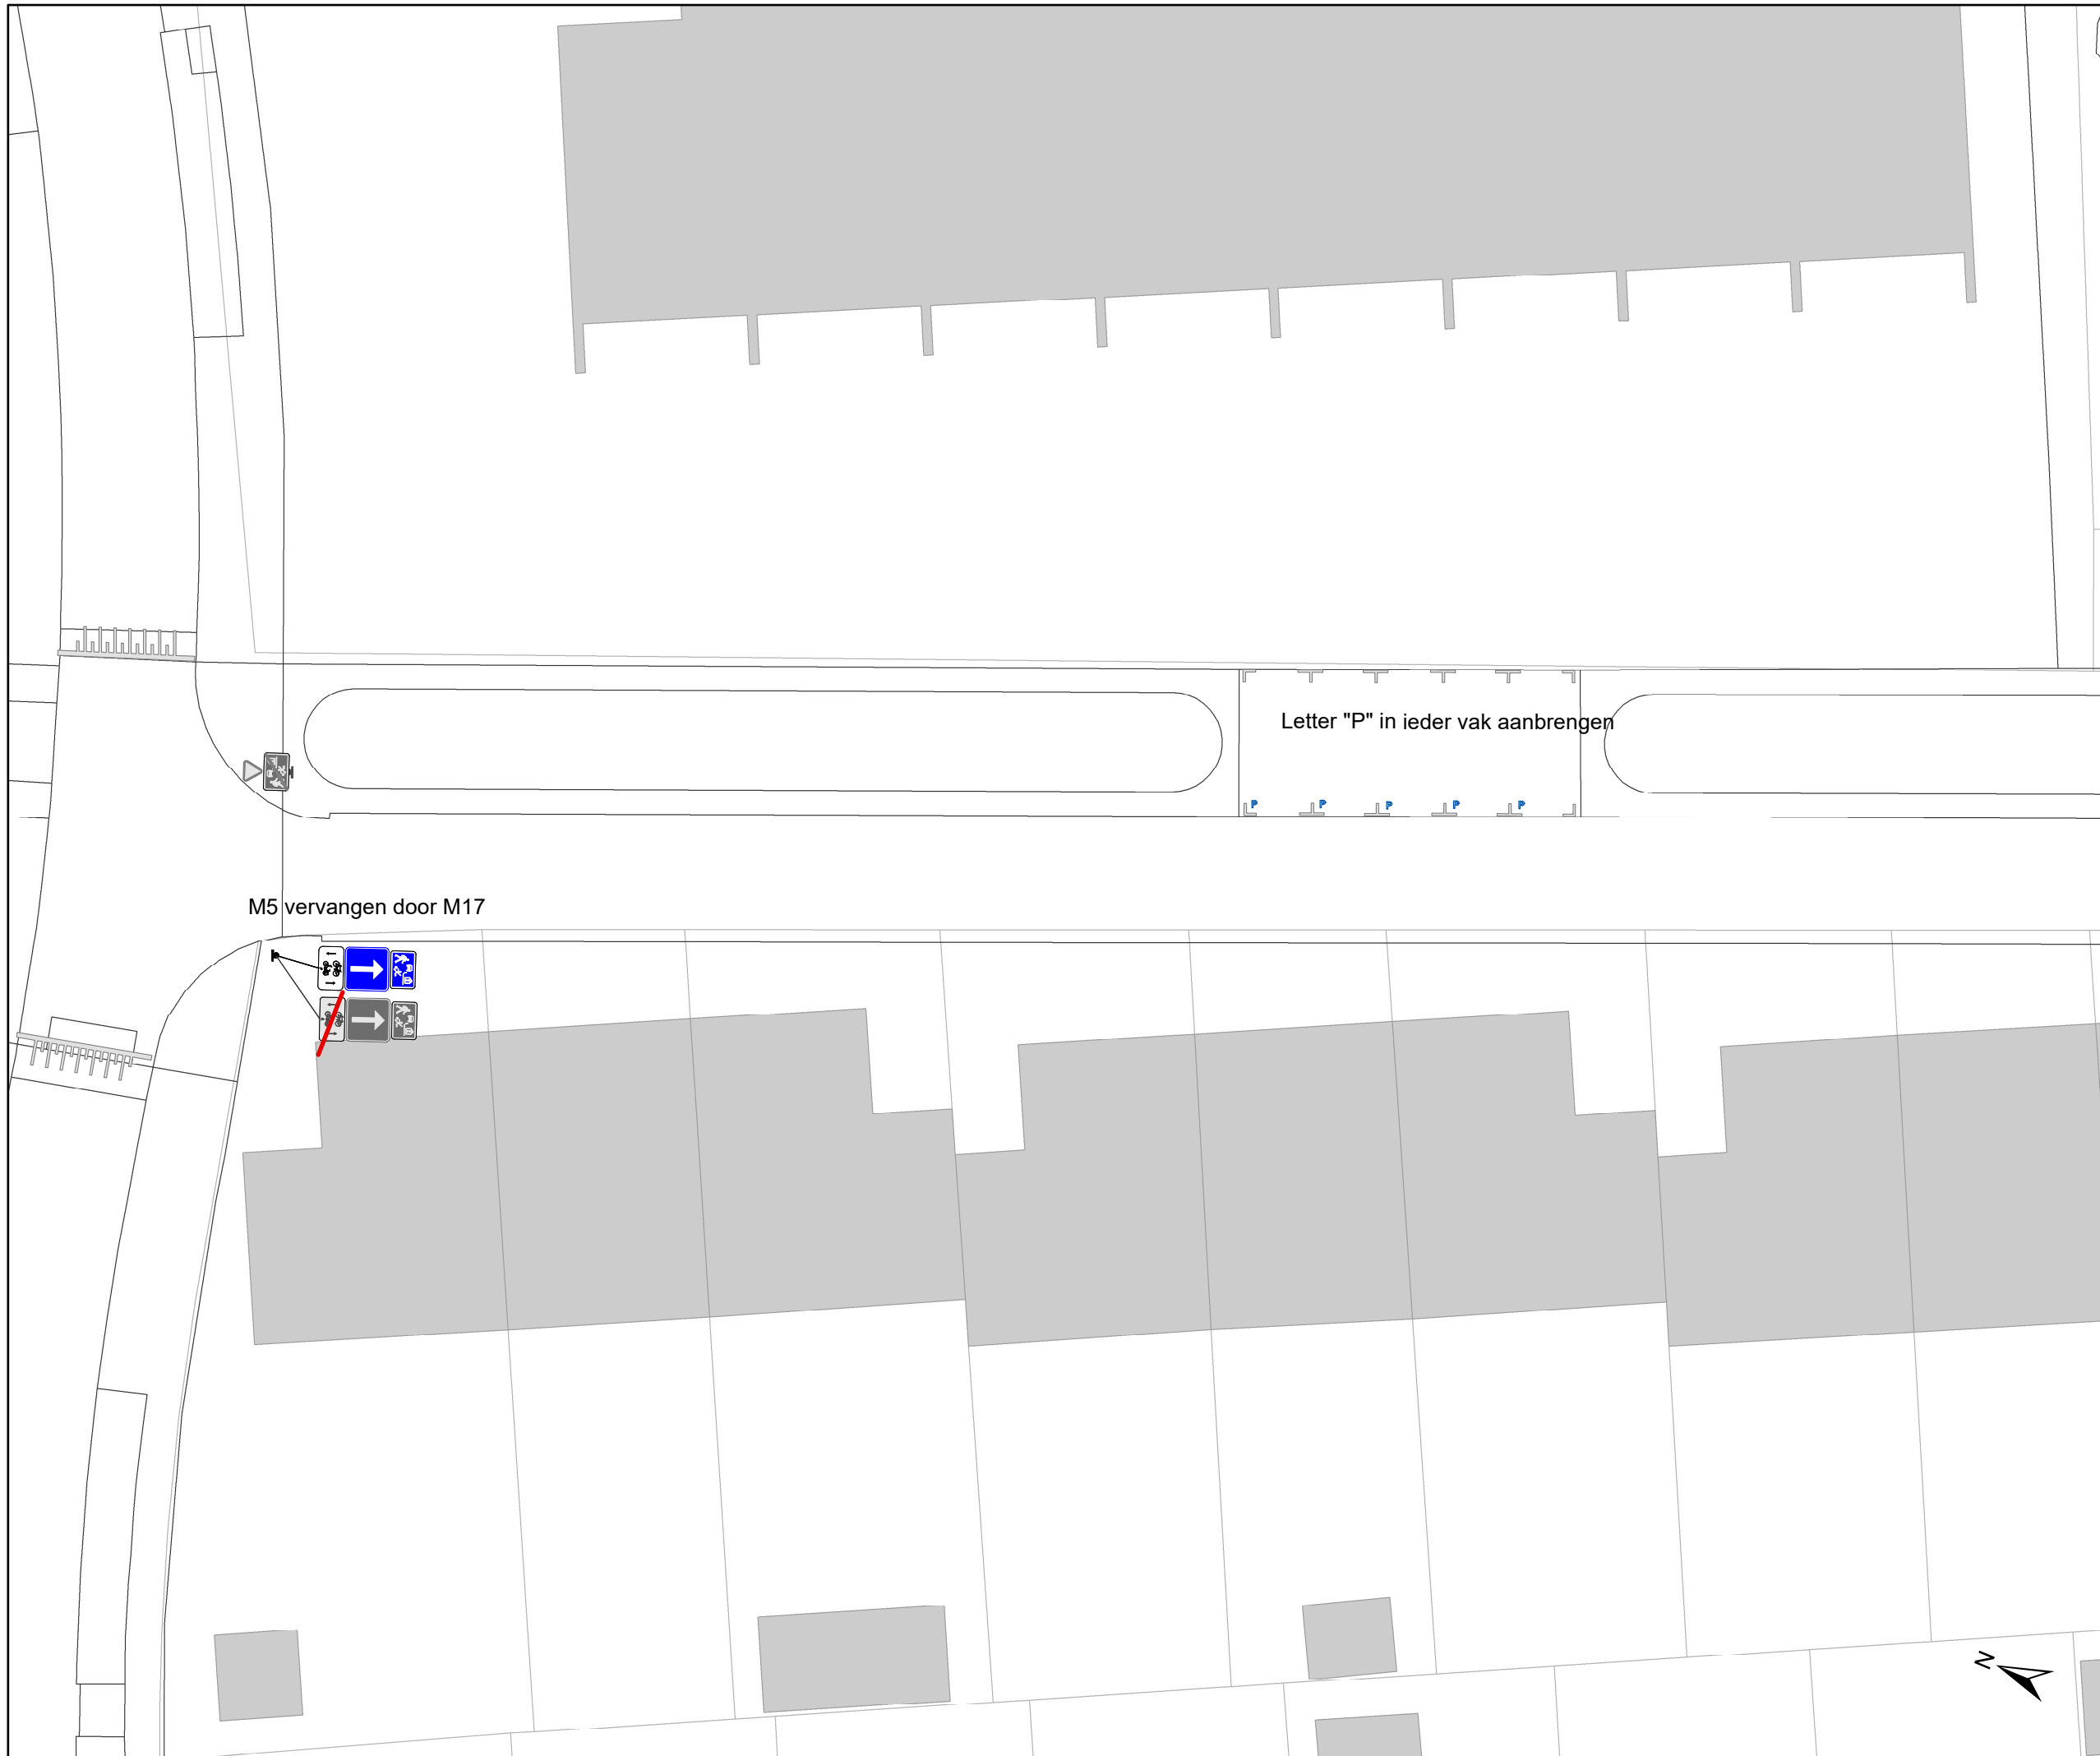 Letter "P" in ieder vak aanbrengen
P P P P P
M5 vervangen door M17
N